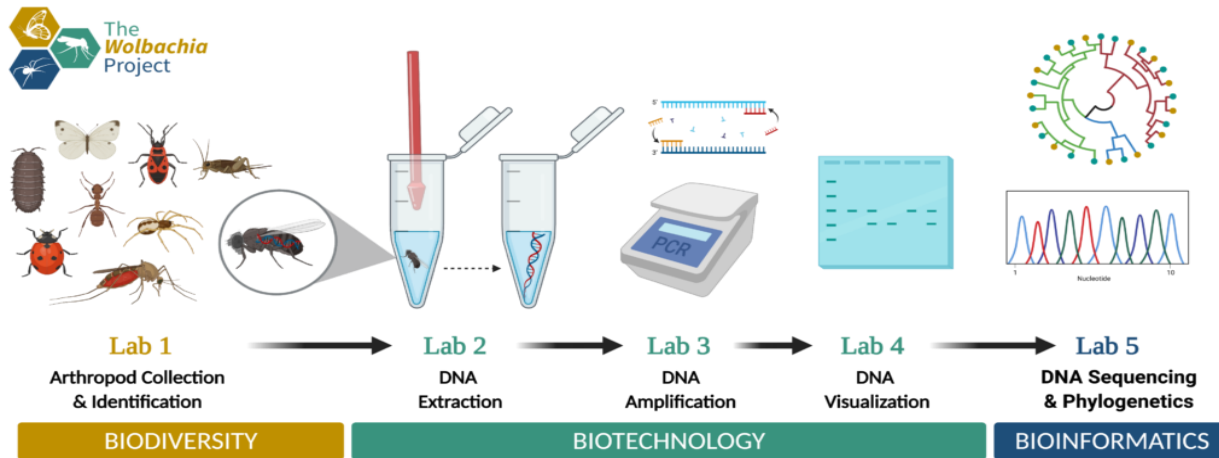 The
Wolbachia
Project
5'
3'
PCR
1
10
Nucleotide
Lab 1
Arthropod Collection
& Identification
Lab 2
DNA
Extraction
Lab 3
DNA
Amplification
Lab 4
DNA
Visualization
Lab 5
DNA Sequencing
& Phylogenetics
BIODIVERSITY
BIOTECHNOLOGY
BIOINFORMATICS